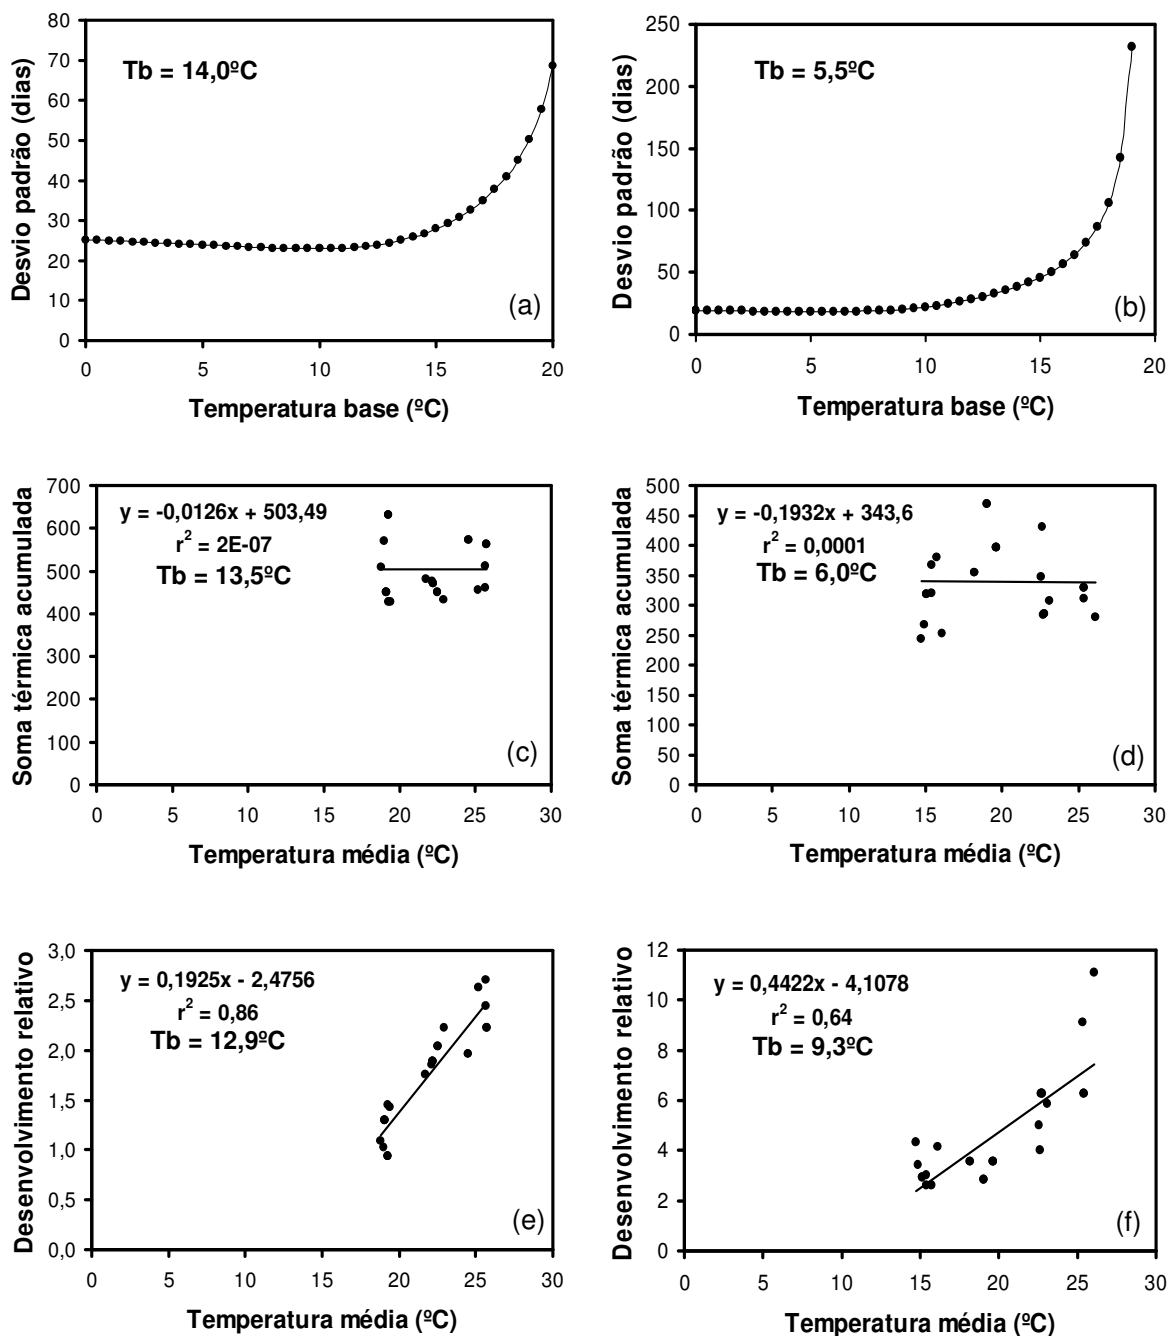 80
70
60
50
40
30
20
10
0
Desvio padrão (dias)
Tb = 14,0ºC
(a)
0 5 10 15 20
Temperatura base (ºC)
250
200
150
100
50
0
Desvio padrão (dias)
Tb = 5,5ºC
(b)
0 5 10 15 20
Temperatura base (ºC)
700
600
500
400
300
200
100
0
Soma térmica acumulada
y = -0,0126x + 503,49
r² = 2E-07
Tb = 13,5ºC
(c)
0 5 10 15 20 25 30
Temperatura média (ºC)
500
450
400
350
300
250
200
150
100
50
0
Soma térmica acumulada
y = -0,1932x + 343,6
r² = 0,0001
Tb = 6,0ºC
(d)
0 5 10 15 20 25 30
Temperatura média (ºC)
3,0
2,5
2,0
1,5
1,0
0,5
0,0
Desenvolvimento relativo
y = 0,1925x - 2,4756
r² = 0,86
Tb = 12,9ºC
(e)
0 5 10 15 20 25 30
Temperatura média (ºC)
12
10
8
6
4
2
0
Desenvolvimento relativo
y = 0,4422x - 4,1078
r² = 0,64
Tb = 9,3ºC
(f)
0 5 10 15 20 25 30
Temperatura média (ºC)